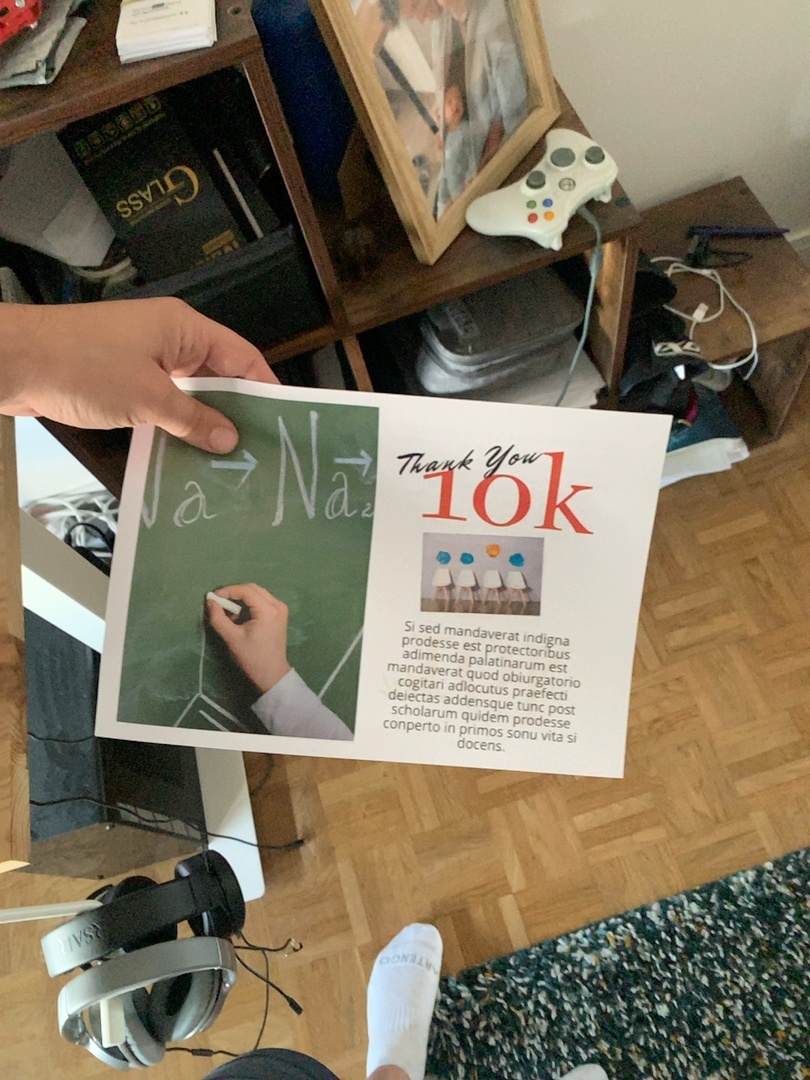 GLASS
Na → Na₂
Thank You
10k
Si sed mandaverat indigna
prodesse est protectoribus
adimenda palatinarum est
mandaverat quod obiurgatorio
cogitari adlocutus praefecti
deiectas addensque tunc post
scholarum quidem prodesse
conperto in primos sonu vita si
docens.
ARTENGO